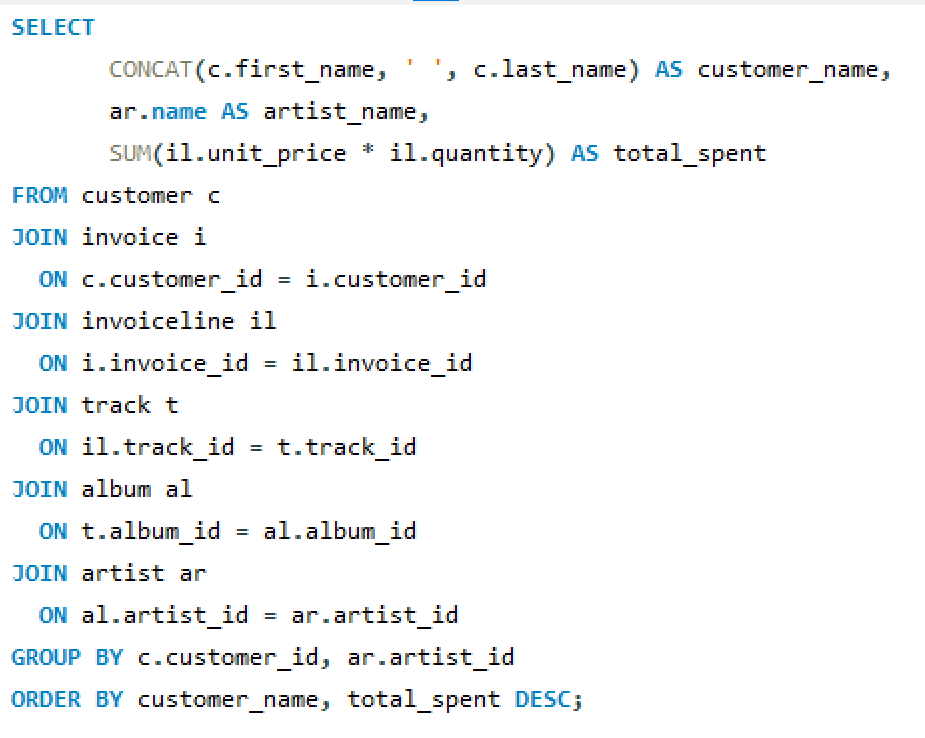 SELECT
CONCAT(c.first_name, ' ', c.last_name) AS customer_name,
ar.name AS artist_name,
SUM(il.unit_price * il.quantity) AS total_spent
FROM customer c
JOIN invoice i
ON c.customer_id = i.customer_id
JOIN invoiceline il
ON i.invoice_id = il.invoice_id
JOIN track t
ON il.track_id = t.track_id
JOIN album al
ON t.album_id = al.album_id
JOIN artist ar
ON al.artist_id = ar.artist_id
GROUP BY c.customer_id, ar.artist_id
ORDER BY customer_name, total_spent DESC;